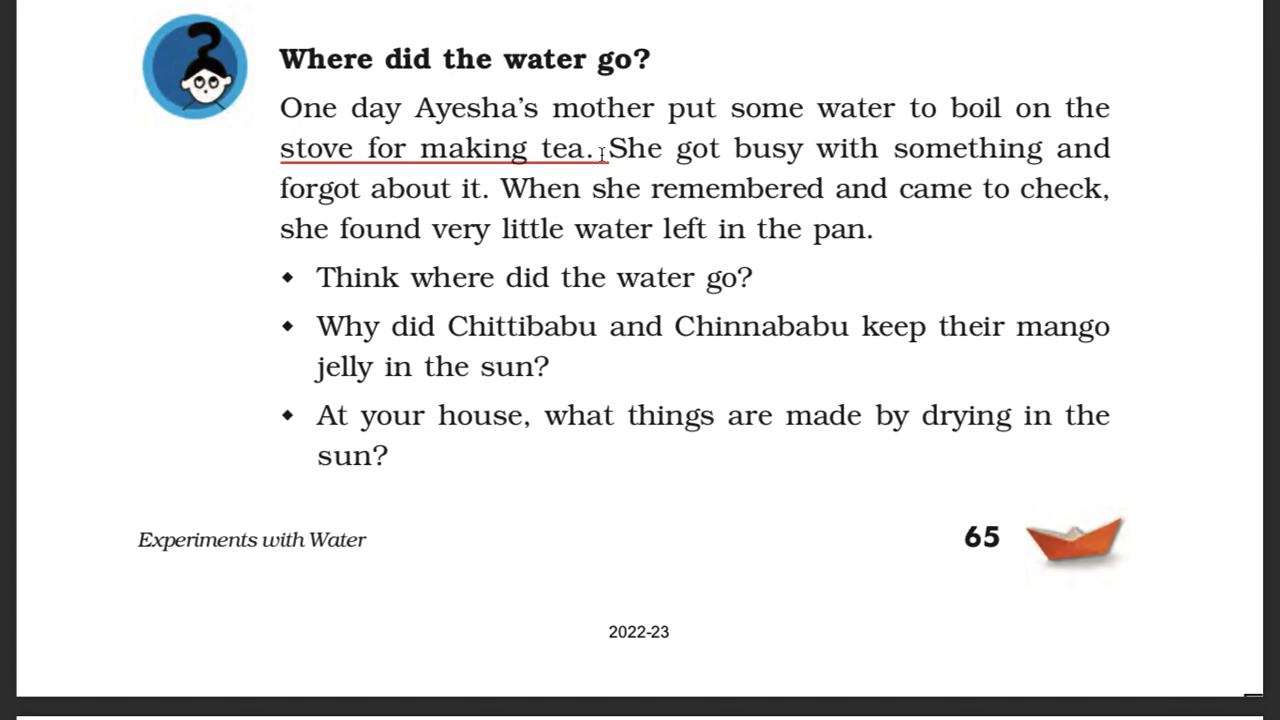 Where did the water go?
One day Ayesha’s mother put some water to boil on the
stove for making tea. She got busy with something and
forgot about it. When she remembered and came to check,
she found very little water left in the pan.
◆ Think where did the water go?
◆ Why did Chittibabu and Chinnababu keep their mango
jelly in the sun?
◆ At your house, what things are made by drying in the
sun?
Experiments with Water
65
2022-23